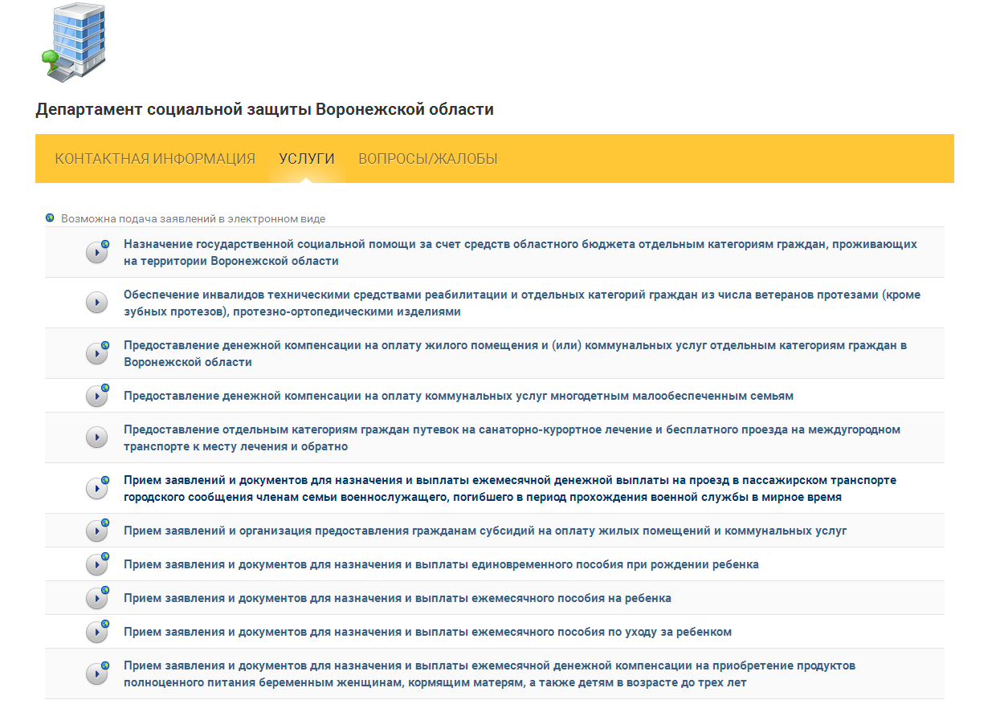 Департамент социальной защиты Воронежской области
КОНТАКТНАЯ ИНФОРМАЦИЯ УСЛУГИ ВОПРОСЫ/ЖАЛОБЫ
Возможна подача заявлений в электронном виде
Назначение государственной социальной помощи за счет средств областного бюджета отдельным категориям граждан, проживающих
на территории Воронежской области
Обеспечение инвалидов техническими средствами реабилитации и отдельных категорий граждан из числа ветеранов протезами (кроме
зубных протезов), протезно-ортопедическими изделиями
Предоставление денежной компенсации на оплату жилого помещения и (или) коммунальных услуг отдельным категориям граждан в
Воронежской области
Предоставление денежной компенсации на оплату коммунальных услуг многодетным малообеспеченным семьям
Предоставление отдельным категориям граждан путевок на санаторно-курортное лечение и бесплатного проезда на междугородном
транспорте к месту лечения и обратно
Прием заявлений и документов для назначения и выплаты ежемесячной денежной выплаты на проезд в пассажирском транспорте
городского сообщения членам семьи военнослужащего, погибшего в период прохождения военной службы в мирное время
Прием заявлений и организация предоставления гражданам субсидий на оплату жилых помещений и коммунальных услуг
Прием заявления и документов для назначения и выплаты единовременного пособия при рождении ребенка
Прием заявления и документов для назначения и выплаты ежемесячного пособия на ребенка
Прием заявления и документов для назначения и выплаты ежемесячного пособия по уходу за ребенком
Прием заявления и документов для назначения и выплаты ежемесячной денежной компенсации на приобретение продуктов
полноценного питания беременным женщинам, кормящим матерям, а также детям в возрасте до трех лет